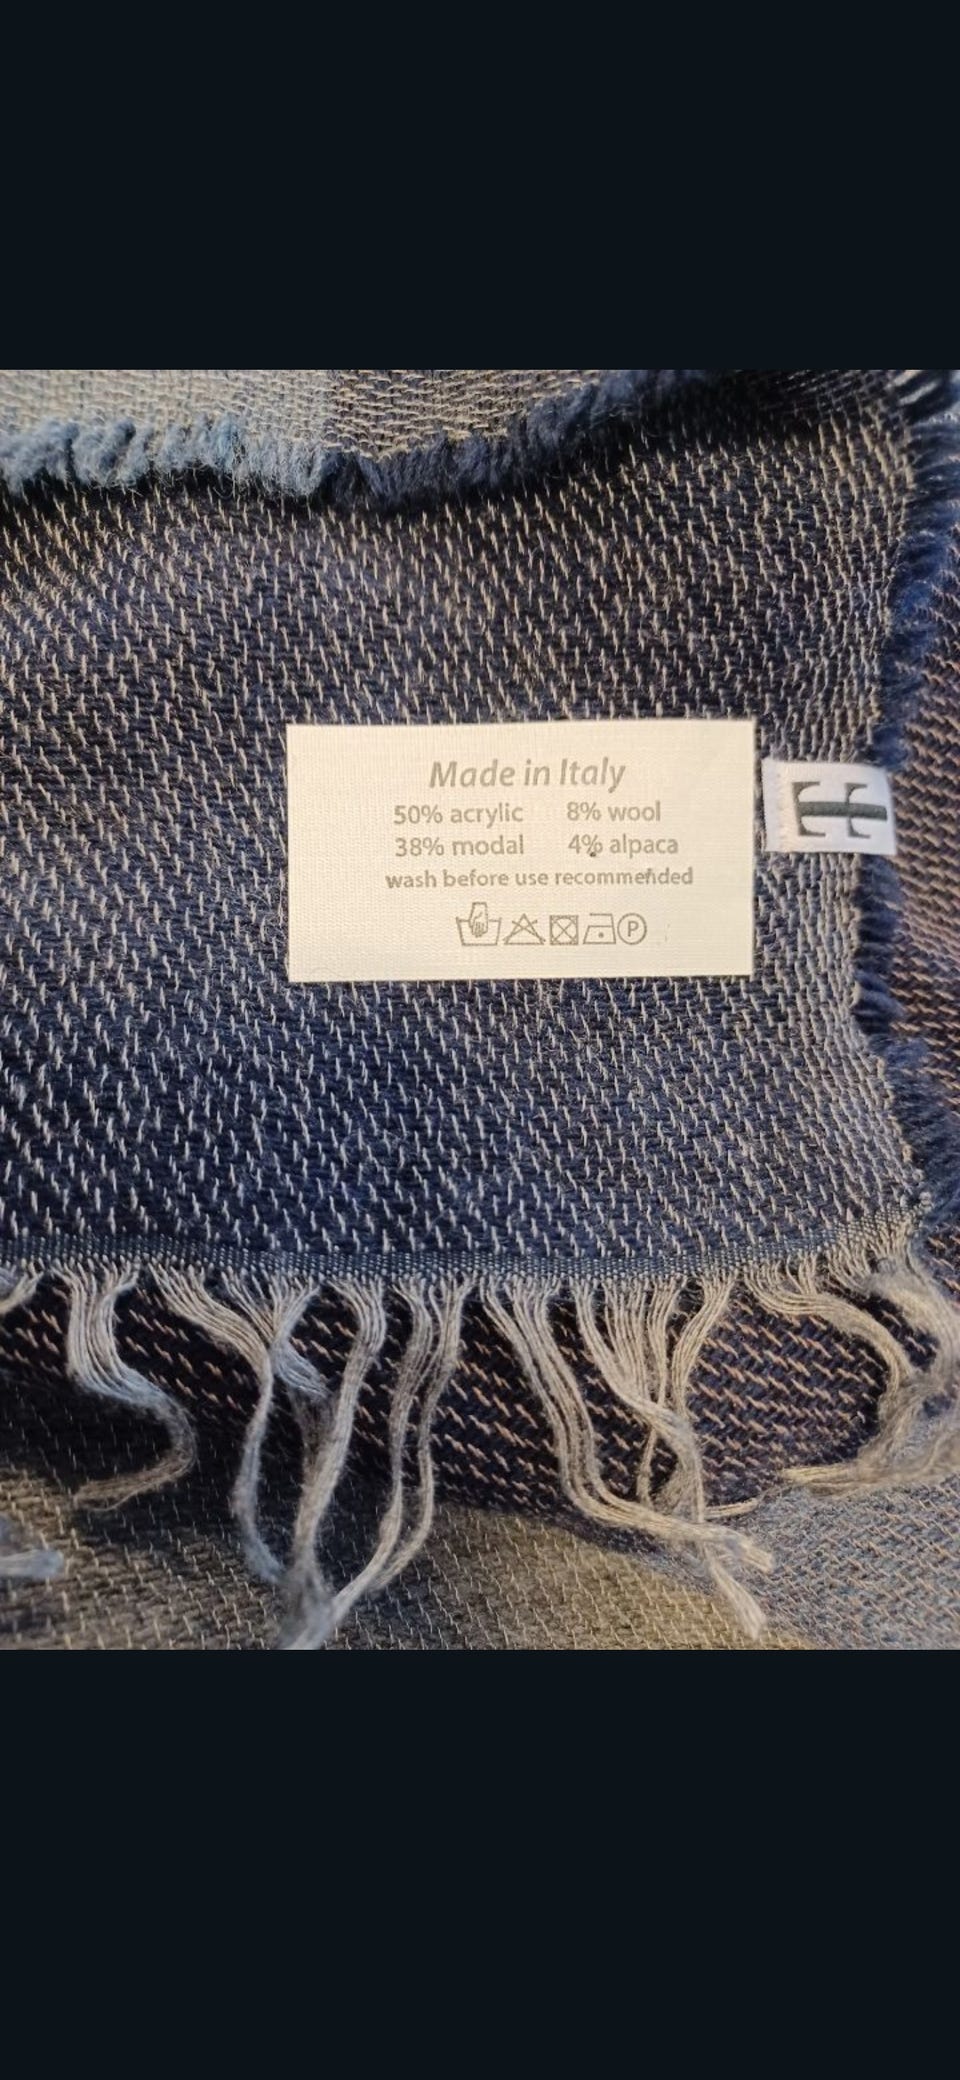 Made in Italy
50% acrylic 8% wool
38% modal 4% alpaca
wash before use recommended
P